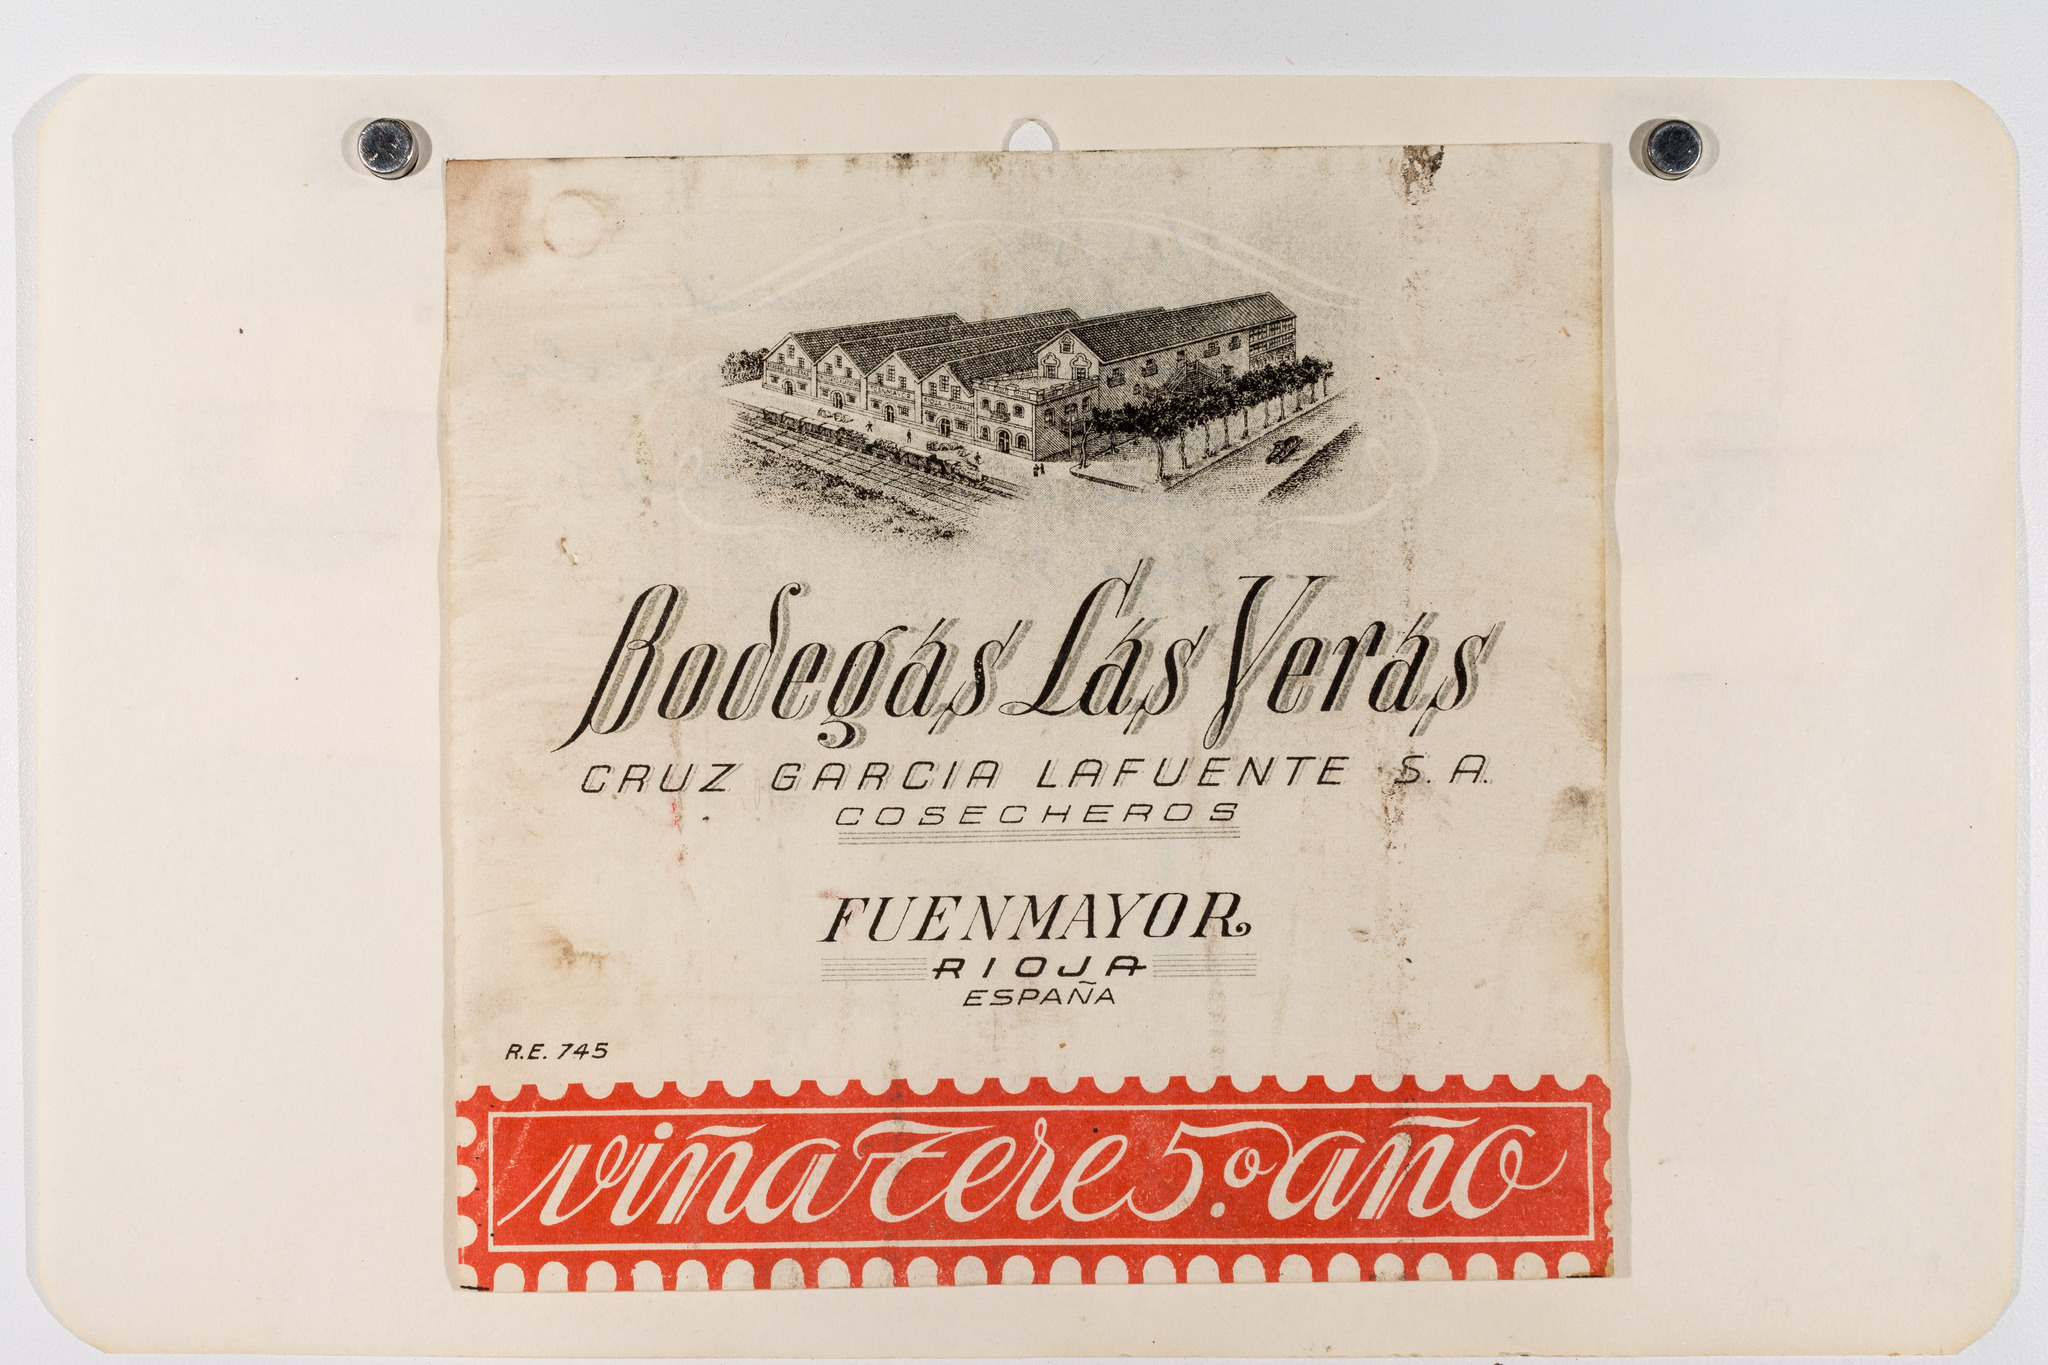 Bodegas Las Veras
CRUZ GARCIA LAFUENTE S. A.
COSECHEROS
FUENMAYOR
RIOJA
ESPAÑA
R.E. 745
viña Tere 5.º año